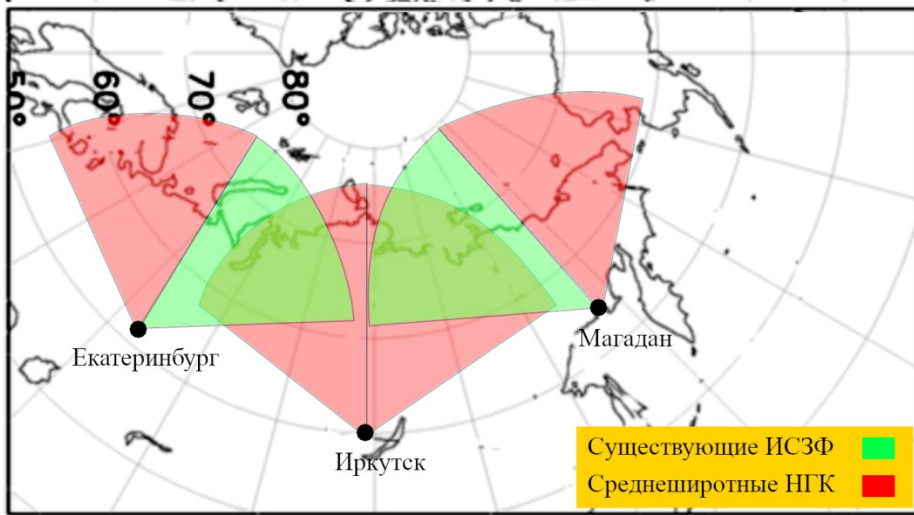 50°
60°
70°
80°
Екатеринбург
Магадан
Иркутск
Существующие ИСЗФ
Среднеширотные НГК